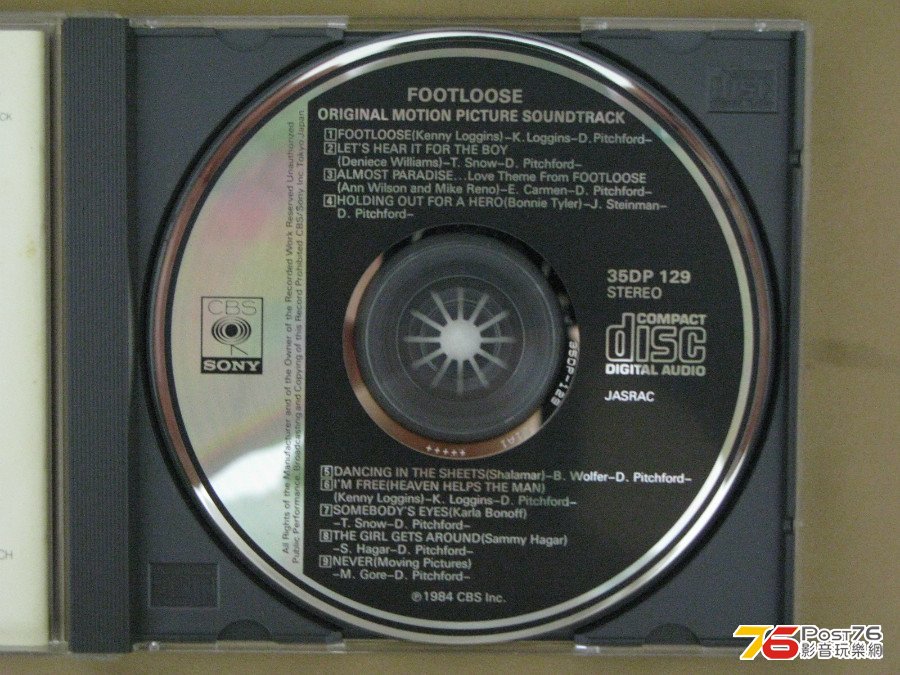 FOOTLOOSE
ORIGINAL MOTION PICTURE SOUNDTRACK
1 FOOTLOOSE(Kenny Loggins)–K. Loggins–D. Pitchford–
2 LET'S HEAR IT FOR THE BOY
(Deniece Williams)–T. Snow–D. Pitchford–
3 ALMOST PARADISE...Love Theme From FOOTLOOSE
(Ann Wilson and Mike Reno)–E. Carmen–D. Pitchford–
4 HOLDING OUT FOR A HERO(Bonnie Tyler)–J. Steinman–
D. Pitchford–
35DP 129
STEREO
COMPACT
disc
DIGITAL AUDIO
JASRAC
CBS
SONY
All Rights of the Manufacturer and of the Owner of the Recorded Work Reserved Unauthorized
Public Performance, Broadcasting and Copying of this Record Prohibited CBS/Sony Inc. Tokyo Japan
35DP-129
+++++
5 DANCING IN THE SHEETS(Shalamar)–B. Wolfer–D. Pitchford–
6 I'M FREE(HEAVEN HELPS THE MAN)
(Kenny Loggins)–K. Loggins–D. Pitchford–
7 SOMEBODY'S EYES(Karla Bonoff)
–T. Snow–D. Pitchford–
8 THE GIRL GETS AROUND(Sammy Hagar)
–S. Hagar–D. Pitchford–
9 NEVER(Moving Pictures)
–M. Gore–D. Pitchford–
℗1984 CBS Inc.
CK
CH
76 Post76
影音玩樂網